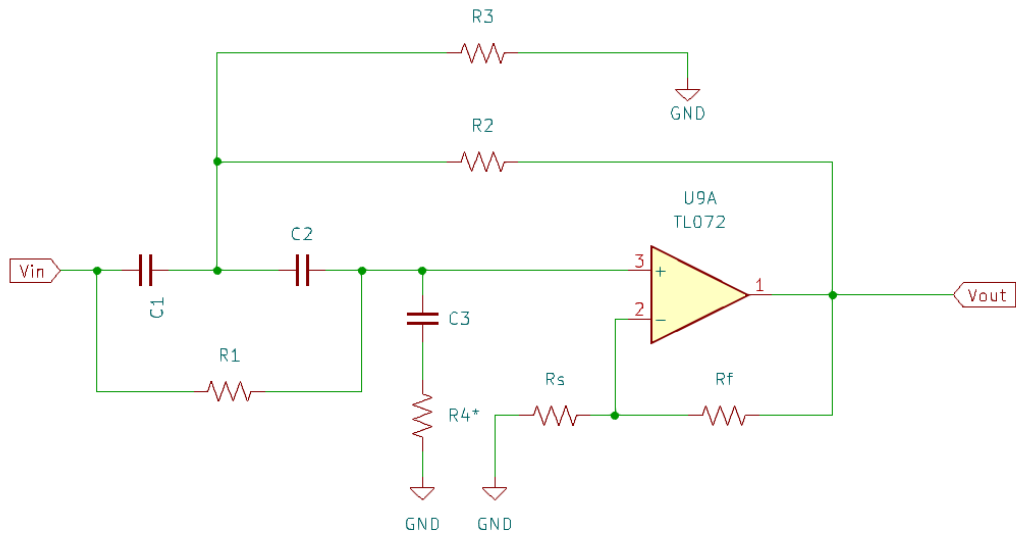 R3
GND
R2
U9A
TL072
C2
Vin
C1
3
+
2
−
1
Vout
C3
R1
Rs
Rf
R4*
GND
GND